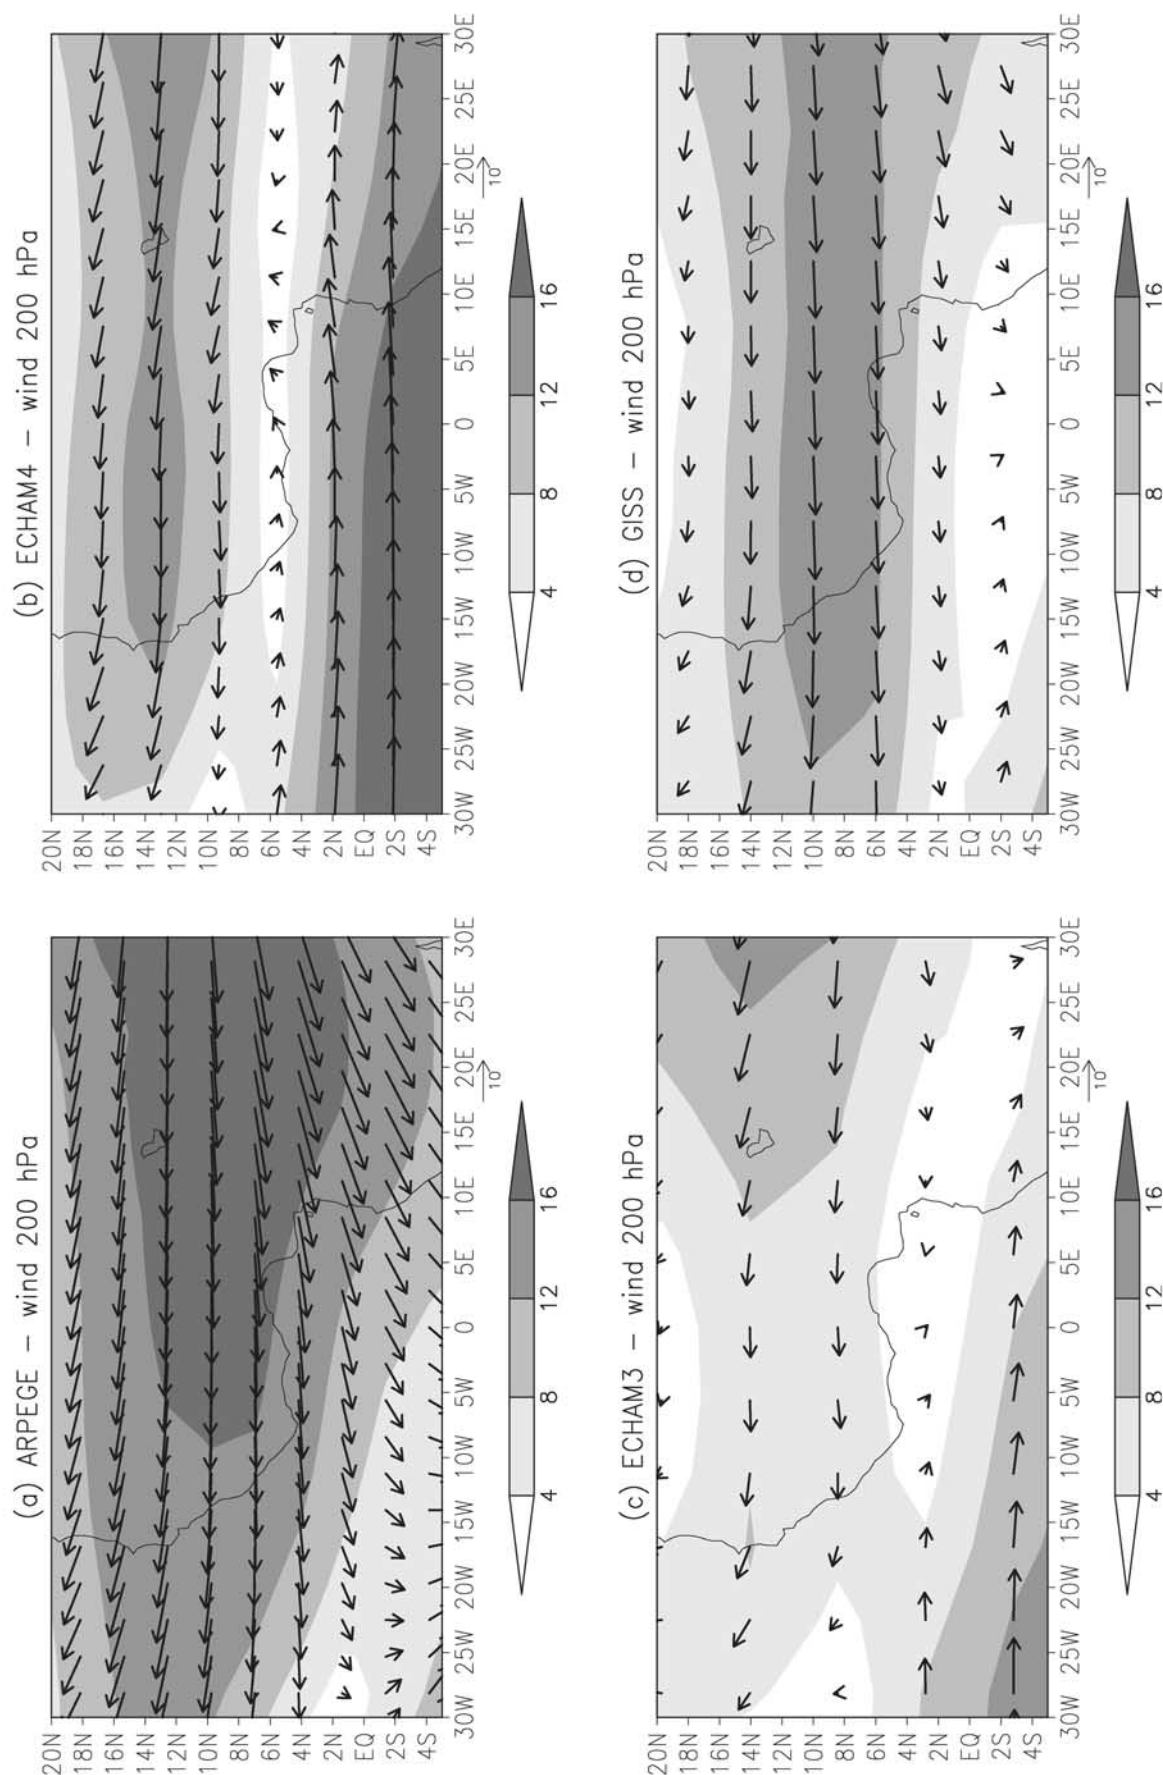 (a) ARPEGE – wind 200 hPa
20N
18N
16N
14N
12N
10N
8N
6N
4N
2N
EQ
2S
4S
30W 25W 20W 15W 10W 5W 0 5E 10E 15E 20E 25E 30E
10
4 8 12 16
(b) ECHAM4 – wind 200 hPa
20N
18N
16N
14N
12N
10N
8N
6N
4N
2N
EQ
2S
4S
30W 25W 20W 15W 10W 5W 0 5E 10E 15E 20E 25E 30E
10
4 8 12 16
(c) ECHAM3 – wind 200 hPa
20N
18N
16N
14N
12N
10N
8N
6N
4N
2N
EQ
2S
4S
30W 25W 20W 15W 10W 5W 0 5E 10E 15E 20E 25E 30E
10
4 8 12 16
(d) GISS – wind 200 hPa
20N
18N
16N
14N
12N
10N
8N
6N
4N
2N
EQ
2S
4S
30W 25W 20W 15W 10W 5W 0 5E 10E 15E 20E 25E 30E
10
4 8 12 16